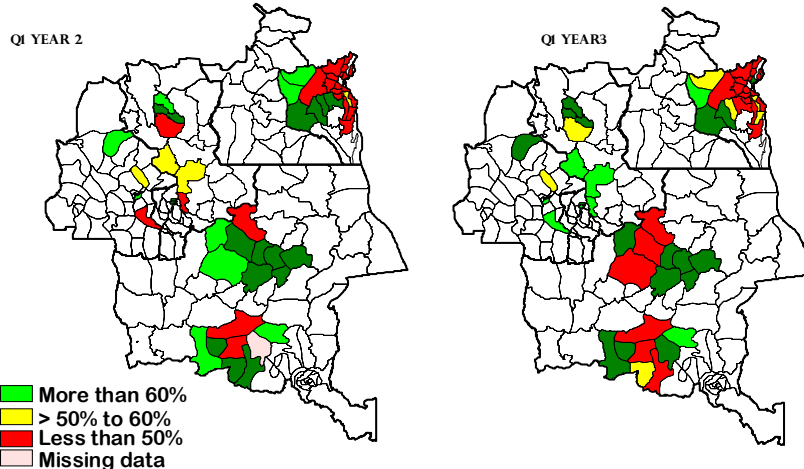 Q1 YEAR 2
Q1 YEAR3
More than 60%
> 50% to 60%
Less than 50%
Missing data